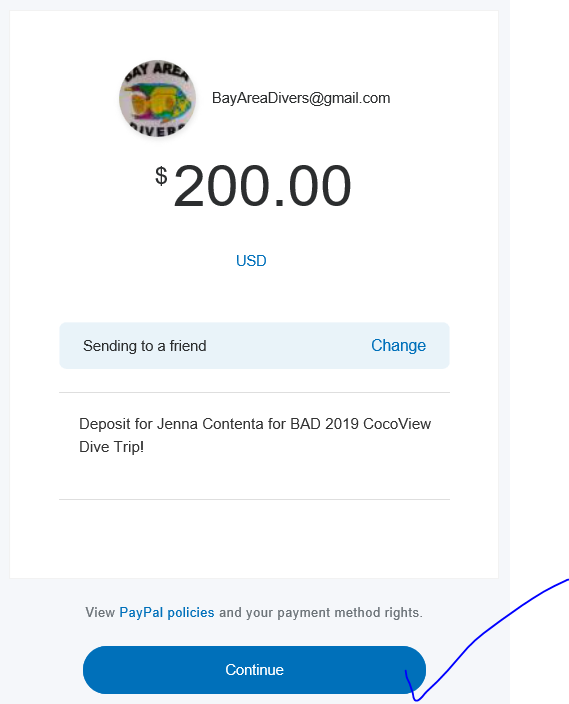 BAY AREA
DIVERS
BayAreaDivers@gmail.com
$200.00
USD
Sending to a friend
Change
Deposit for Jenna Contenta for BAD 2019 CocoView
Dive Trip!
View PayPal policies and your payment method rights.
Continue